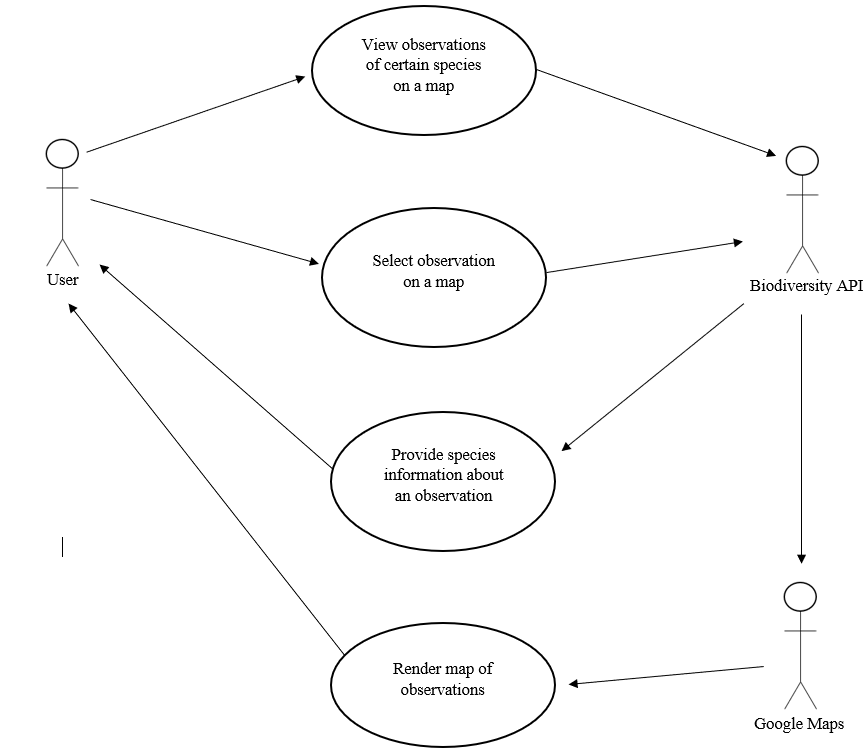 View observations
of certain species
on a map
Select observation
on a map
User
Biodiversity API
Provide species
information about
an observation
Render map of
observations
Google Maps